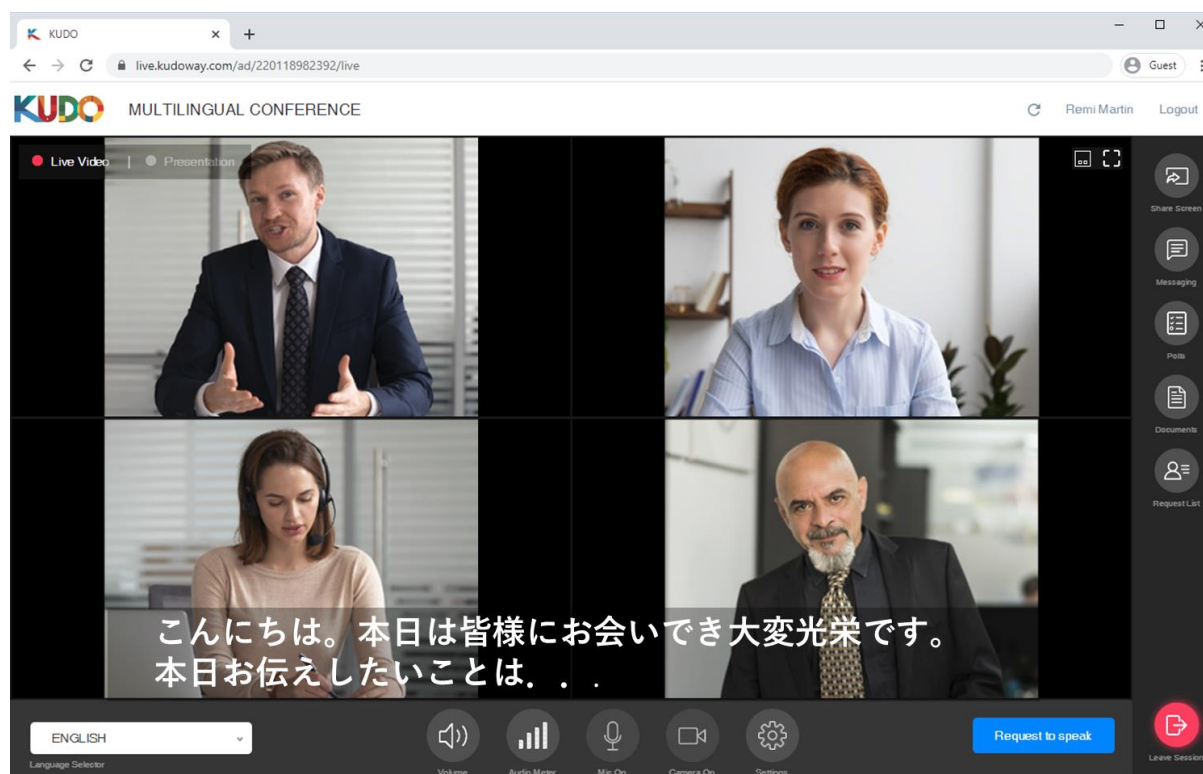 KUDO
live.kudoway.com/ad/220118982392/live
Guest
KUDO MULTILINGUAL CONFERENCE
Remi Martin Logout
Live Video | Presentation
Share Screen
Messaging
Polls
Documents
Request List
こんにちは。本日は皆様にお会いでき大変光栄です。
本日お伝えしたいことは．．．
ENGLISH
Language Selector
Volume
Audio Meter
Mic On
Camera On
Settings
Request to speak
Leave Session